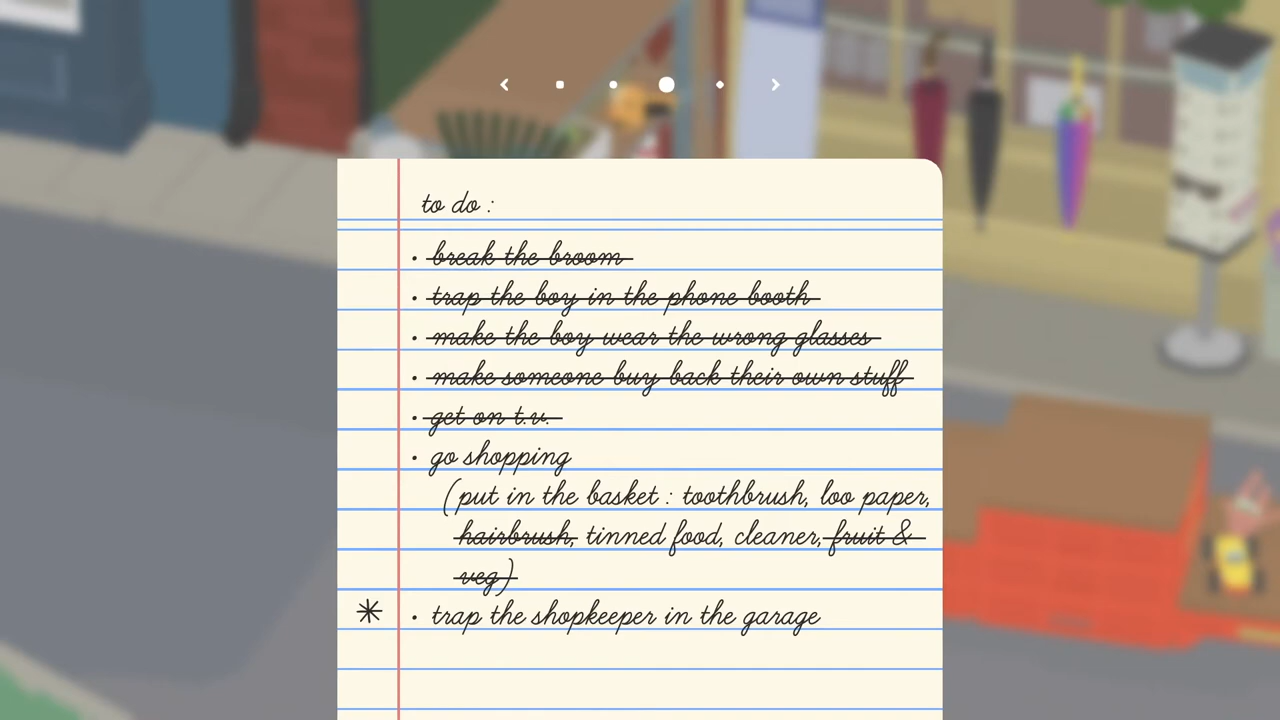 to do :
• break the broom
• trap the boy in the phone booth
• make the boy wear the wrong glasses
• make someone buy back their own stuff
• get on t.v.
• go shopping
(put in the basket : toothbrush, loo paper,
hairbrush, tinned food, cleaner, fruit &
veg)
* • trap the shopkeeper in the garage